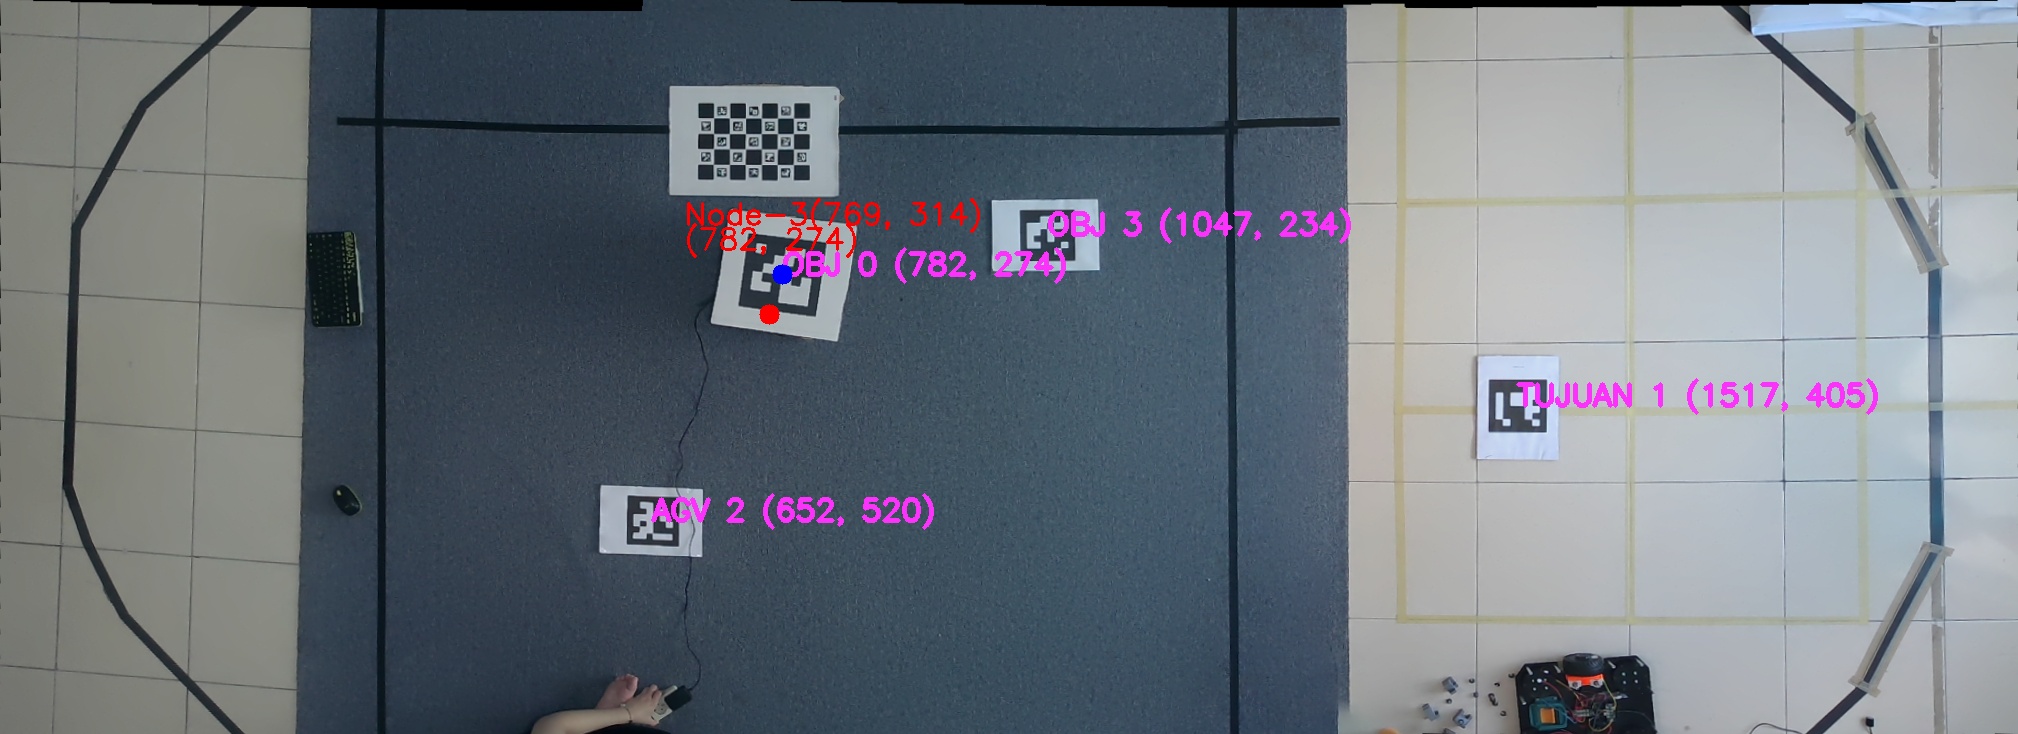 Node-3(769, 314)
(782, 274)
OBJ 3 (1047, 234)
OBJ 0 (782, 274)
TUJUAN 1 (1517, 405)
AGV 2 (652, 520)